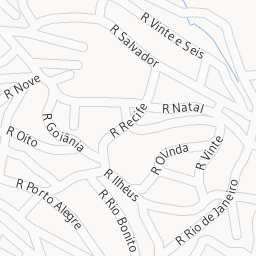 R Vinte e Seis
R Salvador
R Nove
R Natal
R Recife
R Goiânia
R Oito
R Olinda
R Vinte
R Ilhéus
R Porto Alegre
R Rio Bonito
R Rio de Janeiro